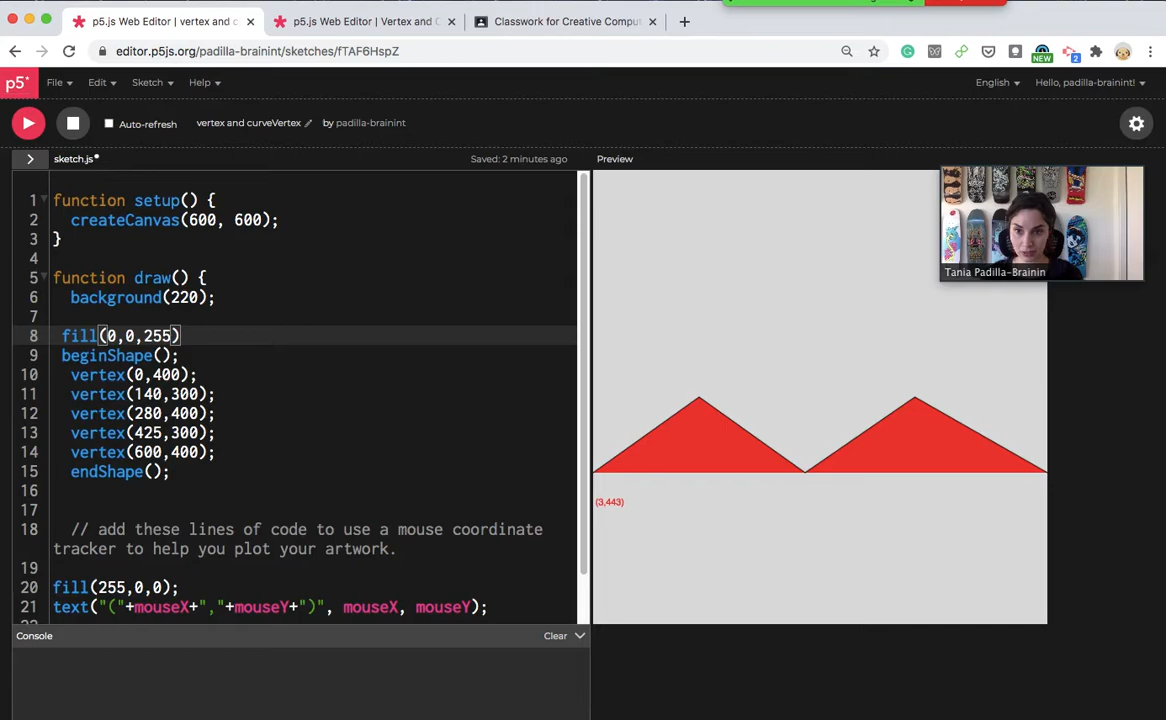 p5.js Web Editor | vertex and c
p5.js Web Editor | Vertex and C
Classwork for Creative Comput
editor.p5js.org/padilla-brainint/sketches/fTAF6HspZ
NEW
2
p5*
File
Edit
Sketch
Help
English
Hello, padilla-brainint!
Auto-refresh
vertex and curveVertex
by padilla-brainint
sketch.js
Saved: 2 minutes ago
Preview
1 function setup() {
2 createCanvas(600, 600);
3 }
4
5 function draw() {
6 background(220);
7
8 fill(0,0,255)
9 beginShape();
10 vertex(0,400);
11 vertex(140,300);
12 vertex(280,400);
13 vertex(425,300);
14 vertex(600,400);
15 endShape();
16
17
18 // add these lines of code to use a mouse coordinate
tracker to help you plot your artwork.
19
20 fill(255,0,0);
21 text("("+mouseX+","+mouseY+")", mouseX, mouseY);
Console
Clear
(3,443)
Tania Padilla-Brainin